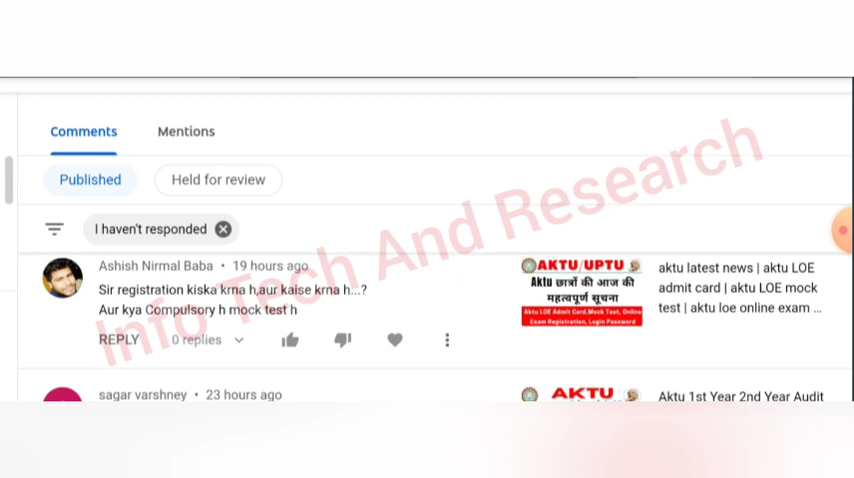 Comments Mentions
Published Held for review
I haven't responded
Ashish Nirmal Baba • 19 hours ago
Sir registration kiska krna h,aur kaise krna h...?
Aur kya Compulsory h mock test h
REPLY 0 replies
AKTU/UPTU
Aktu छात्रों की आज की
महत्वपूर्ण सूचना
Aktu LOE Admit Card,Mock Test, Online
Exam Registration, Login Password
aktu latest news | aktu LOE
admit card | aktu LOE mock
test | aktu loe online exam ...
sagar varshney • 23 hours ago
AKTU
Aktu 1st Year 2nd Year Audit
Info Tech And Research